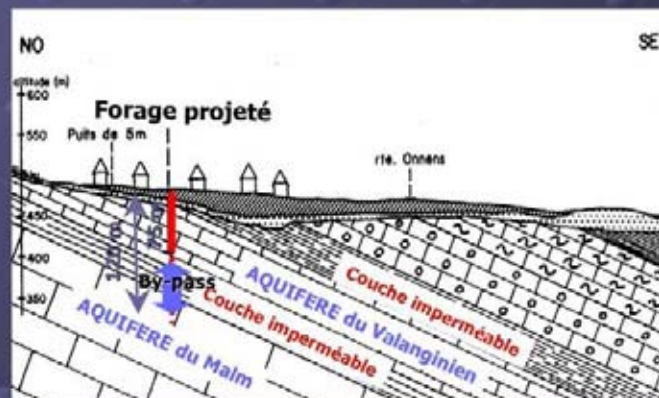 NO
SE
altitude (m)
600
Forage projeté
550
Puits de 5m
rte. Onnens
450
400
350
By-pass
AQUIFERE du Valanginien
Couche imperméable
Couche imperméable
AQUIFERE du Malm